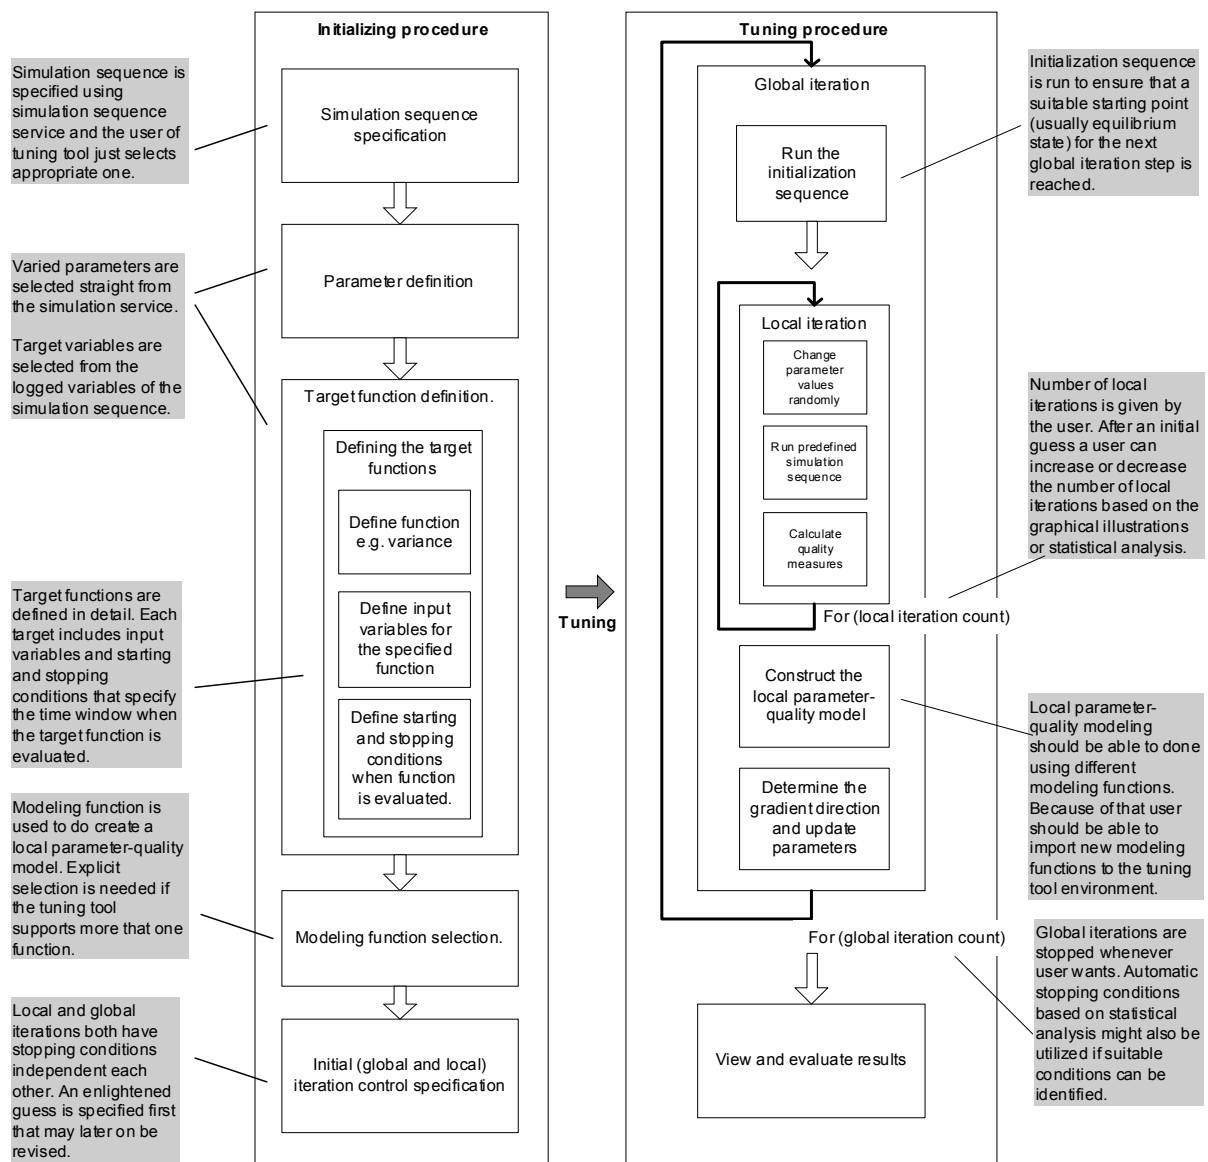 Initializing procedure
Simulation sequence is
specified using
simulation sequence
service and the user of
tuning tool just selects
appropriate one.
Simulation sequence
specification
Varied parameters are
selected straight from
the simulation service.
Target variables are
selected from the
logged variables of the
simulation sequence.
Parameter definition
Target function definition.
Defining the target
functions
Define function
e.g. variance
Define input
variables for
the specified
function
Define starting
and stopping
conditions
when function
is evaluated.
Target functions are
defined in detail. Each
target includes input
variables and starting
and stopping
conditions that specify
the time window when
the target function is
evaluated.
Modeling function is
used to do create a
local parameter-quality
model. Explicit
selection is needed if
the tuning tool
supports more that one
function.
Modeling function selection.
Local and global
iterations both have
stopping conditions
independent each
other. An enlightened
guess is specified first
that may later on be
revised.
Initial (global and local)
iteration control specification
Tuning
Tuning procedure
Global iteration
Run the
initialization
sequence
Initialization sequence
is run to ensure that a
suitable starting point
(usually equilibrium
state) for the next
global iteration step is
reached.
Local iteration
Change
parameter
values
randomly
Run predefined
simulation
sequence
Calculate
quality
measures
For (local iteration count)
Number of local
iterations is given by
the user. After an initial
guess a user can
increase or decrease
the number of local
iterations based on the
graphical illustrations
or statistical analysis.
Construct the
local parameter-
quality model
Local parameter-
quality modeling
should be able to done
using different
modeling functions.
Because of that user
should be able to
import new modeling
functions to the tuning
tool environment.
Determine the
gradient direction
and update
parameters
For (global iteration count)
Global iterations are
stopped whenever
user wants. Automatic
stopping conditions
based on statistical
analysis might also be
utilized if suitable
conditions can be
identified.
View and evaluate results